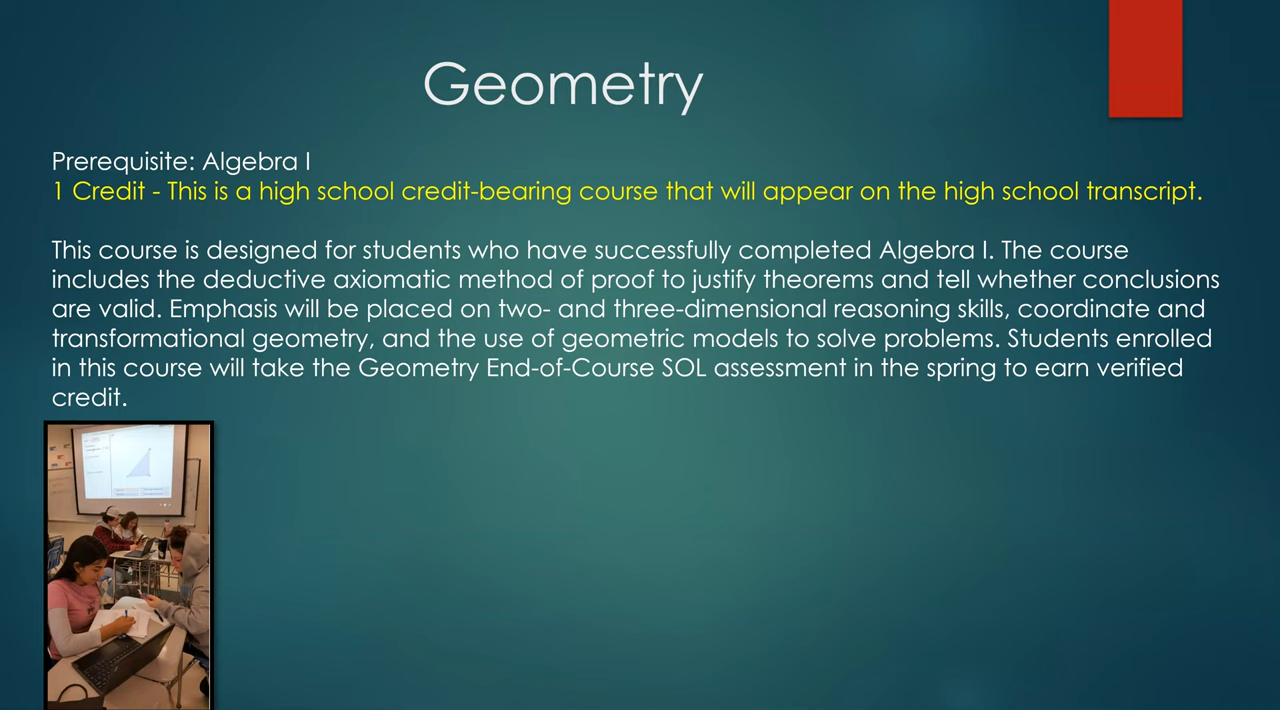 Geometry
Prerequisite: Algebra I
1 Credit - This is a high school credit-bearing course that will appear on the high school transcript.
This course is designed for students who have successfully completed Algebra I. The course
includes the deductive axiomatic method of proof to justify theorems and tell whether conclusions
are valid. Emphasis will be placed on two- and three-dimensional reasoning skills, coordinate and
transformational geometry, and the use of geometric models to solve problems. Students enrolled
in this course will take the Geometry End-of-Course SOL assessment in the spring to earn verified
credit.